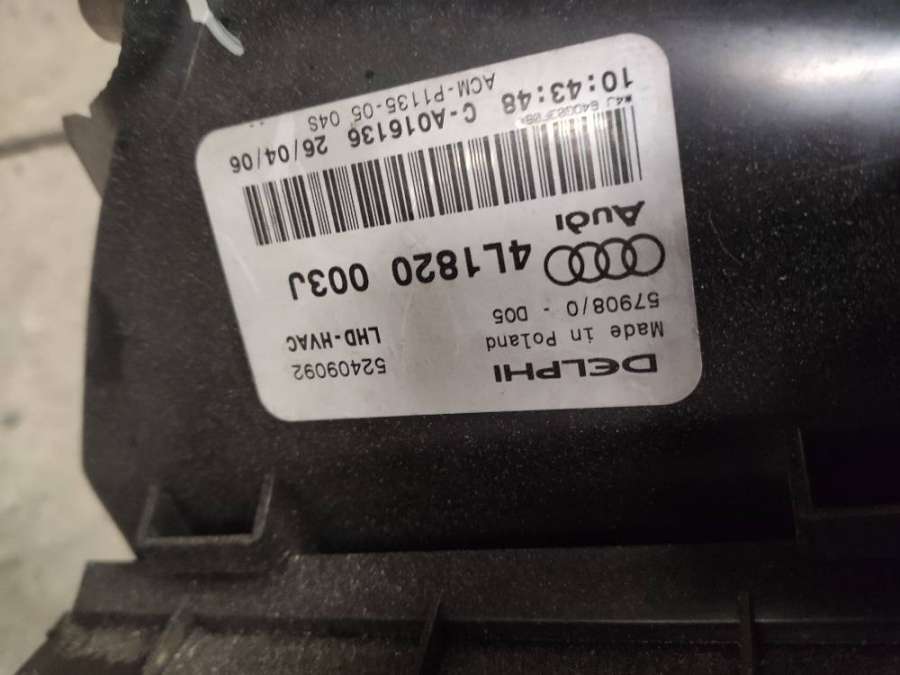 DELPHI 52409092
Made in Poland LHD-HVAC
57908/0 - D05
4L1820 003J
Audi
10:43:48 C-A016136 26/04/06
ACM-P1135-05 04S